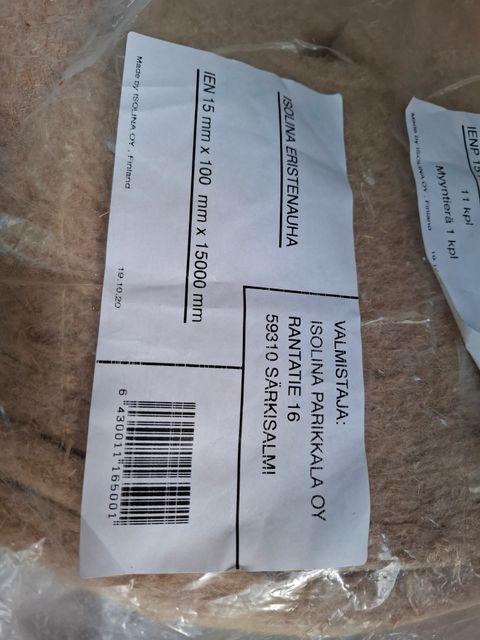 ISOLINA ERISTENAUHA
IEN 15 mm x 100 mm x 15000 mm
Made by ISOLINA OY , Finland
19.10.20
VALMISTAJA:
ISOLINA PARIKKALA OY
RANTATIE 16
59310 SÄRKISALMI
6 430011 165001
IENP 15
11 kpl
Myyntierä 1 kpl
Made by ISOLINA OY , Finland